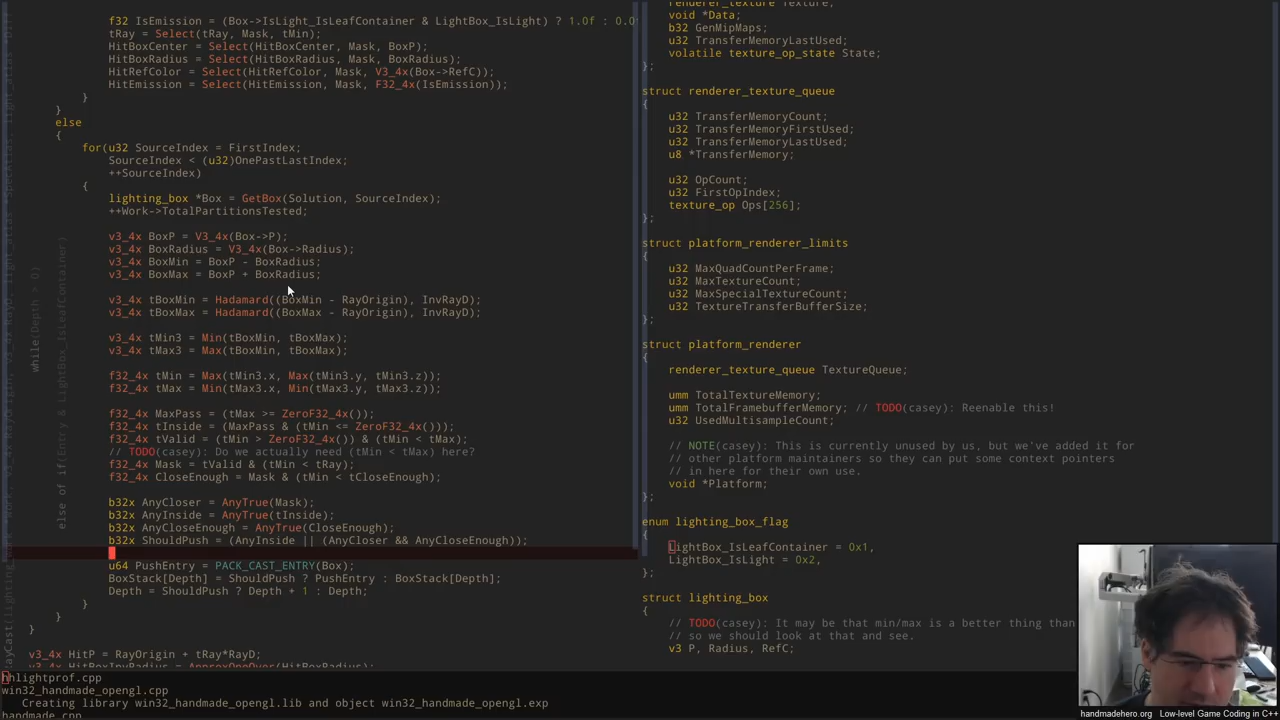 f32 IsEmission = (Box->IsLight_IsLeafContainer & LightBox_IsLight) ? 1.0f : 0.0
tRay = Select(tRay, Mask, tMin);
HitBoxCenter = Select(HitBoxCenter, Mask, BoxP);
HitBoxRadius = Select(HitBoxRadius, Mask, BoxRadius);
HitRefColor = Select(HitRefColor, Mask, V3_4x(Box->RefC));
HitEmission = Select(HitEmission, Mask, F32_4x(IsEmission));
}
}
else
{
for(u32 SourceIndex = FirstIndex;
SourceIndex < (u32)OnePastLastIndex;
++SourceIndex)
{
lighting_box *Box = GetBox(Solution, SourceIndex);
++Work->TotalPartitionsTested;
v3_4x BoxP = V3_4x(Box->P);
v3_4x BoxRadius = V3_4x(Box->Radius);
v3_4x BoxMin = BoxP - BoxRadius;
v3_4x BoxMax = BoxP + BoxRadius;
v3_4x tBoxMin = Hadamard((BoxMin - RayOrigin), InvRayD);
v3_4x tBoxMax = Hadamard((BoxMax - RayOrigin), InvRayD);
v3_4x tMin3 = Min(tBoxMin, tBoxMax);
v3_4x tMax3 = Max(tBoxMin, tBoxMax);
f32_4x tMin = Max(tMin3.x, Max(tMin3.y, tMin3.z));
f32_4x tMax = Min(tMax3.x, Min(tMax3.y, tMax3.z));
f32_4x MaxPass = (tMax >= ZeroF32_4x());
f32_4x tInside = (MaxPass & (tMin <= ZeroF32_4x()));
f32_4x tValid = (tMin > ZeroF32_4x()) & (tMin < tMax);
// TODO(casey): Do we actually need (tMin < tMax) here?
f32_4x Mask = tValid & (tMin < tRay);
f32_4x CloseEnough = Mask & (tMin < tCloseEnough);
b32x AnyCloser = AnyTrue(Mask);
b32x AnyInside = AnyTrue(tInside);
b32x AnyCloseEnough = AnyTrue(CloseEnough);
b32x ShouldPush = (AnyInside || (AnyCloser && AnyCloseEnough));
u64 PushEntry = PACK_CAST_ENTRY(Box);
BoxStack[Depth] = ShouldPush ? PushEntry : BoxStack[Depth];
Depth = ShouldPush ? Depth + 1 : Depth;
}
}
}
v3_4x HitP = RayOrigin + tRay*RayD;
v3_4x HitBoxInvRadius = ApproxOneOver(HitBoxRadius);
while(Depth > 0)
else of if(Entry & LightBox_IsLeafContainer)
renderer_texture Texture;
void *Data;
b32 GenMipMaps;
u32 TransferMemoryLastUsed;
volatile texture_op_state State;
};
struct renderer_texture_queue
{
u32 TransferMemoryCount;
u32 TransferMemoryFirstUsed;
u32 TransferMemoryLastUsed;
u8 *TransferMemory;
u32 OpCount;
u32 FirstOpIndex;
texture_op Ops[256];
};
struct platform_renderer_limits
{
u32 MaxQuadCountPerFrame;
u32 MaxTextureCount;
u32 MaxSpecialTextureCount;
u32 TextureTransferBufferSize;
};
struct platform_renderer
{
renderer_texture_queue TextureQueue;
umm TotalTextureMemory;
umm TotalFramebufferMemory; // TODO(casey): Reenable this!
u32 UsedMultisampleCount;
// NOTE(casey): This is currently unused by us, but we've added it for
// other platform maintainers so they can put some context pointers
// in here for their own use.
void *Platform;
};
enum lighting_box_flag
{
LightBox_IsLeafContainer = 0x1,
LightBox_IsLight = 0x2,
};
struct lighting_box
{
// TODO(casey): It may be that min/max is a better thing than
// so we should look at that and see.
v3 P, Radius, RefC;
hhlightprof.cpp
win32_handmade_opengl.cpp
Creating library win32_handmade_opengl.lib and object win32_handmade_opengl.exp
handmade.cpp
handmadehero.org Low-level Game Coding in C++